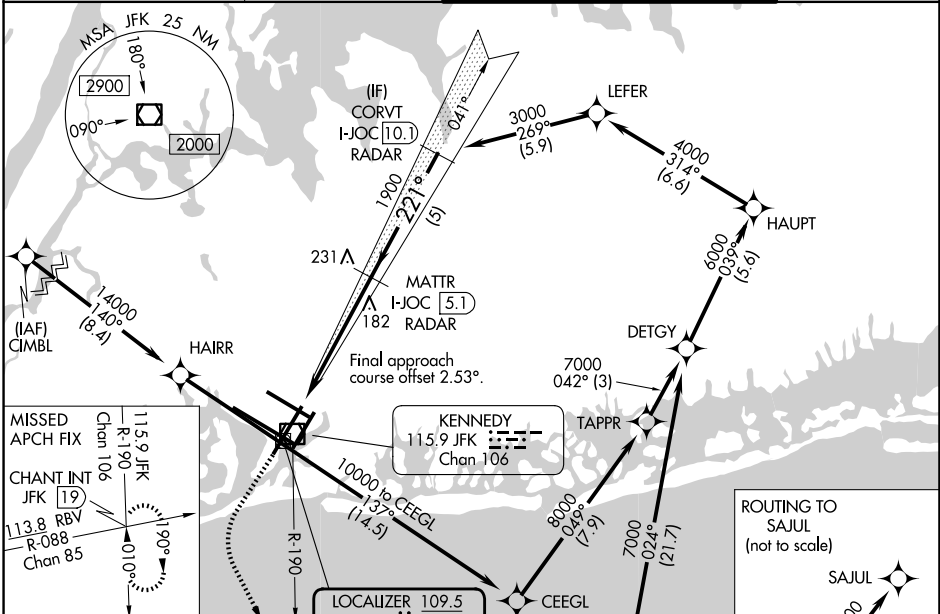 MSA JFK 25 NM
180°
2900
090°
2000
(IF)
CORVT
I-JOC 10.1
RADAR
041°
1900
221°
(5)
3000
269°
(5.9)
LEFER
4000
314°
(6.6)
HAUPT
6000
039°
(5.6)
231
MATTR
I-JOC 5.1
RADAR
182
(IAF)
CIMBL
14000
140°
(8.4)
HAIRR
Final approach
course offset 2.53°.
DETGY
7000
042° (3)
TAPPR
KENNEDY
115.9 JFK
Chan 106
MISSED
APCH FIX
115.9 JFK
R-190
Chan 106
CHANT INT
JFK 19
113.8 RBV
R-088
Chan 85
190°
010°
10000 to CEEGL
137°
(14.5)
R-190
8000
049°
(7.9)
7000
024°
(21.7)
LOCALIZER 109.5
CEEGL
ROUTING TO
SAJUL
(not to scale)
SAJUL